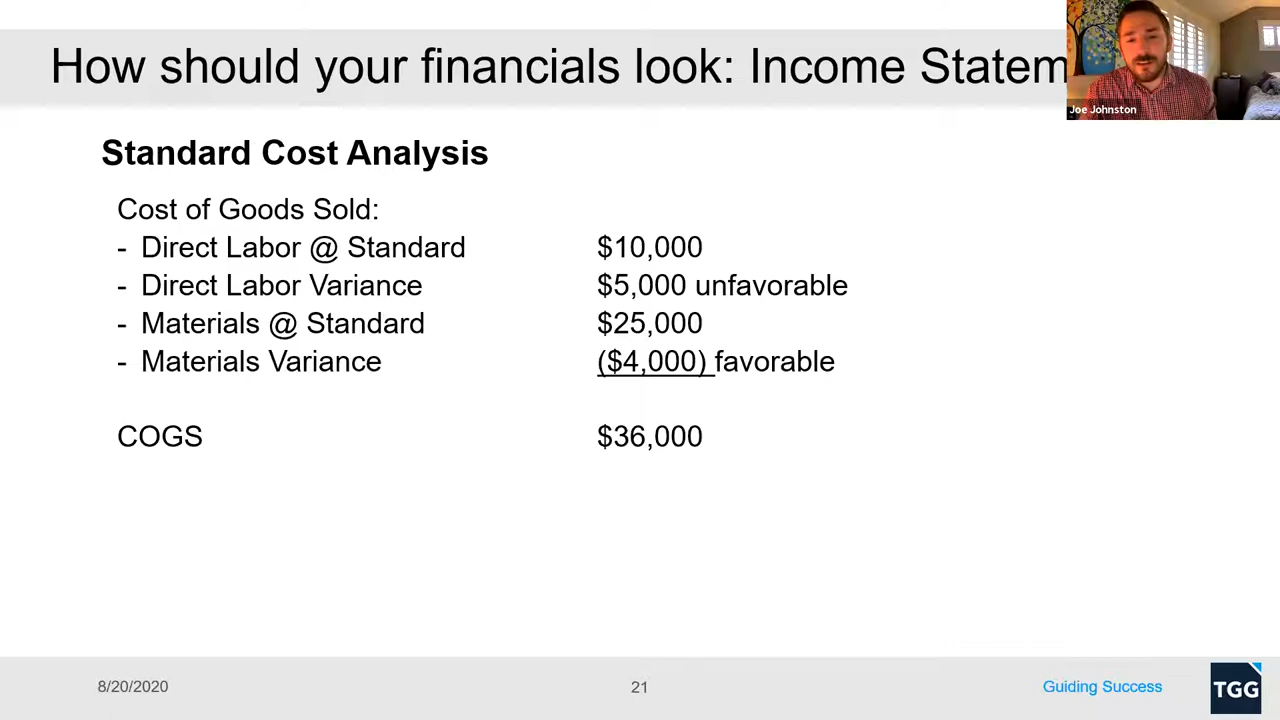 How should your financials look: Income Statem
Joe Johnston
Standard Cost Analysis
Cost of Goods Sold:
- Direct Labor @ Standard $10,000
- Direct Labor Variance $5,000 unfavorable
- Materials @ Standard $25,000
- Materials Variance ($4,000) favorable
COGS $36,000
8/20/2020 21 Guiding Success TGG